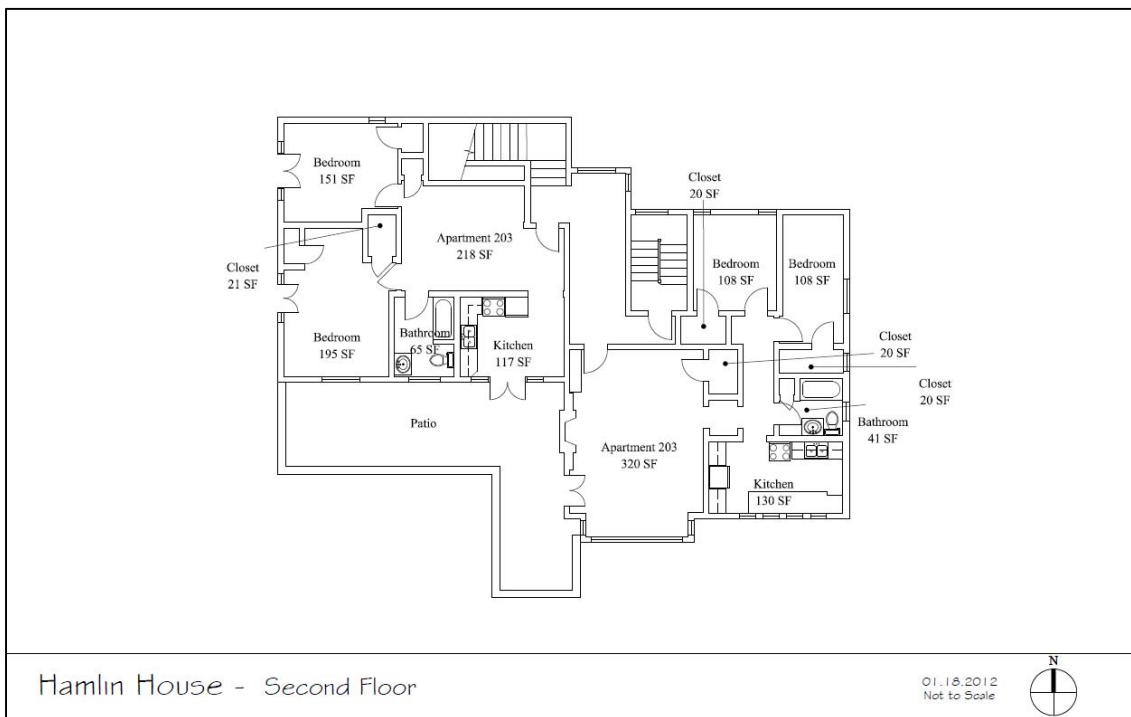 Bedroom
151 SF
Closet
20 SF
Apartment 203
218 SF
Bedroom
108 SF
Bedroom
108 SF
Closet
21 SF
Bedroom
195 SF
Bathroom
65 SF
Kitchen
117 SF
Closet
20 SF
Closet
20 SF
Patio
Apartment 203
320 SF
Bathroom
41 SF
Kitchen
130 SF
Hamlin House - Second Floor
01.18.2012
Not to Scale
N